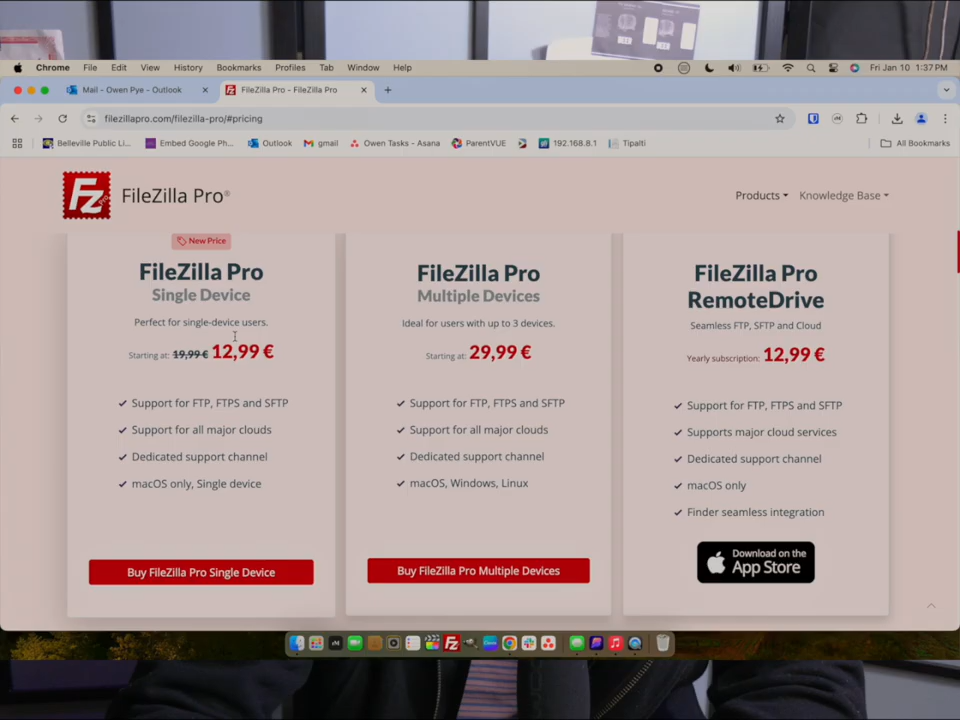 Chrome File Edit View History Bookmarks Profiles Tab Window Help Fri Jan 10 1:37 PM
Mail - Owen Pye - Outlook FileZilla Pro - FileZilla Pro
filezillapro.com/filezilla-pro/#pricing
Belleville Public Li... Embed Google Ph... Outlook gmail Owen Tasks - Asana ParentVUE 192.168.8.1 Tipalti All Bookmarks
Fz PRO FileZilla Pro® Products Knowledge Base
New Price
FileZilla Pro
Single Device
Perfect for single-device users.
Starting at: 19,99 € 12,99 €
Support for FTP, FTPS and SFTP
Support for all major clouds
Dedicated support channel
macOS only, Single device
Buy FileZilla Pro Single Device
FileZilla Pro
Multiple Devices
Ideal for users with up to 3 devices.
Starting at: 29,99 €
Support for FTP, FTPS and SFTP
Support for all major clouds
Dedicated support channel
macOS, Windows, Linux
Buy FileZilla Pro Multiple Devices
FileZilla Pro
RemoteDrive
Seamless FTP, SFTP and Cloud
Yearly subscription: 12,99 €
Support for FTP, FTPS and SFTP
Supports major cloud services
Dedicated support channel
macOS only
Finder seamless integration
Download on the
App Store